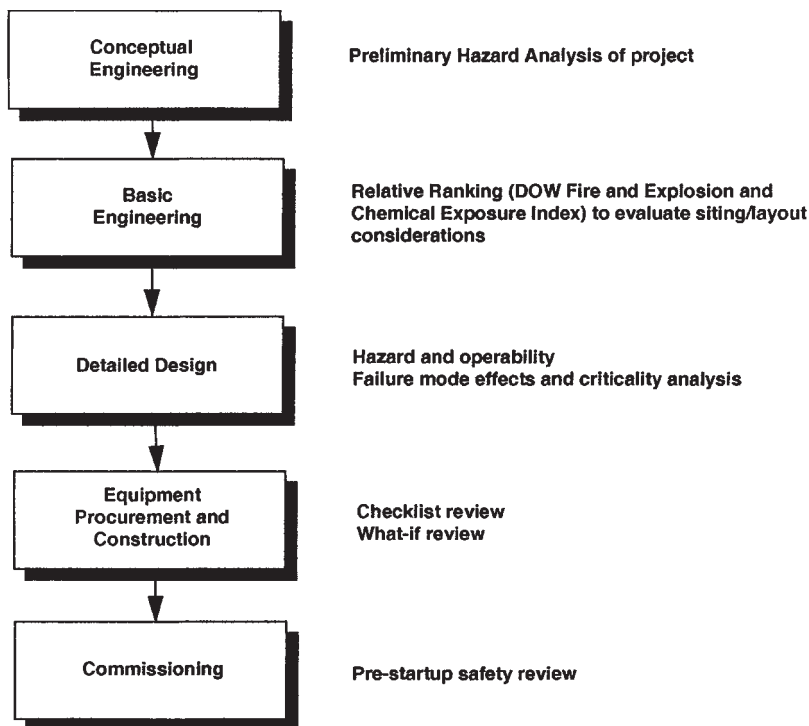 Conceptual
Engineering
Preliminary Hazard Analysis of project
Basic
Engineering
Relative Ranking (DOW Fire and Explosion and
Chemical Exposure Index) to evaluate siting/layout
considerations
Detailed Design
Hazard and operability
Failure mode effects and criticality analysis
Equipment
Procurement and
Construction
Checklist review
What-if review
Commissioning
Pre-startup safety review